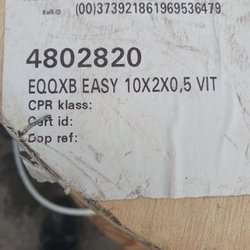 Kolli-ID
(00)373921861969536479
4802820
EQQXB EASY 10X2X0,5 VIT
CPR klass:
Cert id:
Dop ref: